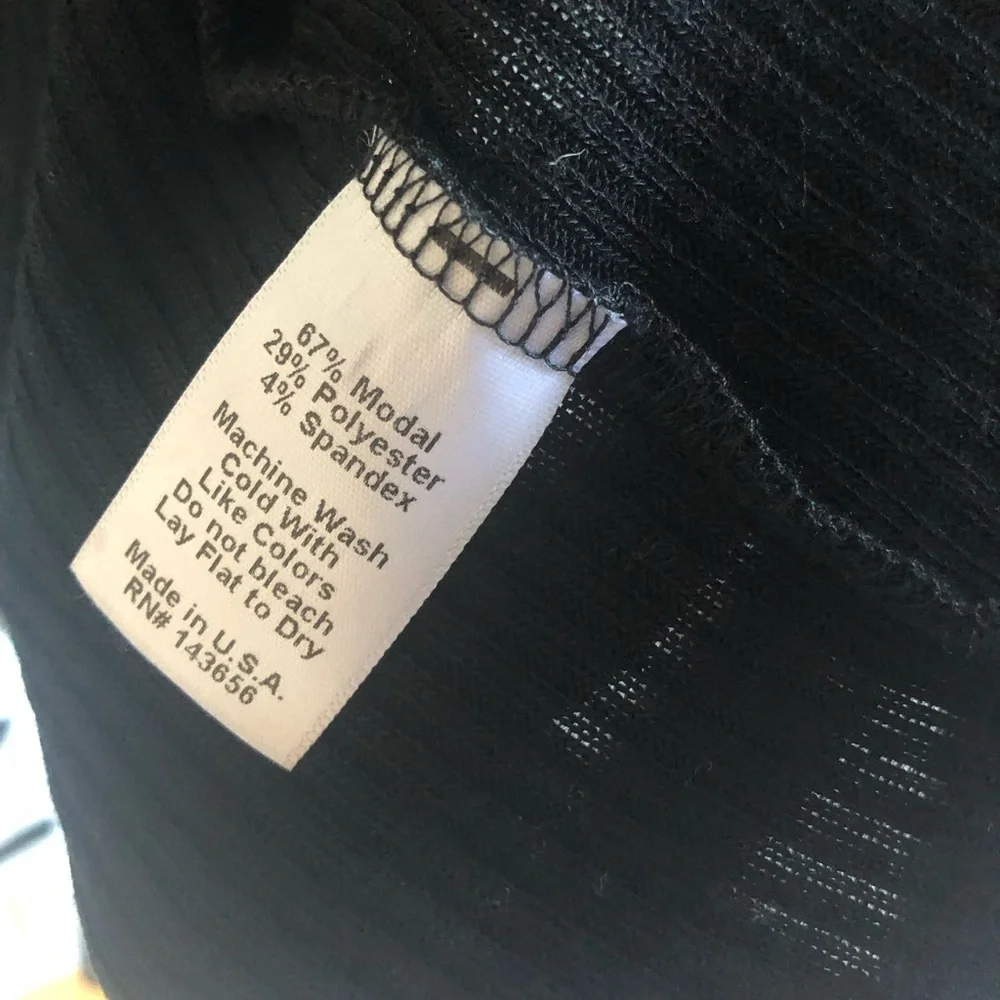 67% Modal
29% Polyester
4% Spandex
Machine Wash
Cold With
Like Colors
Do not bleach
Lay Flat to Dry
Made in U.S.A.
RN# 143656